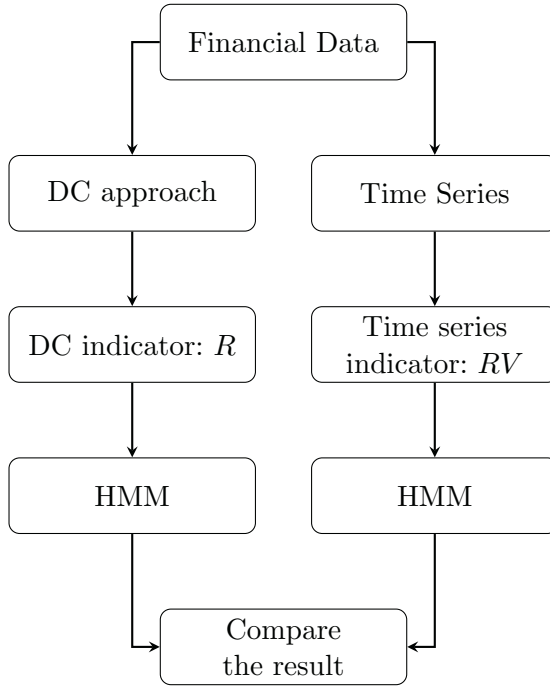 Financial Data
DC approach
Time Series
DC indicator: R
Time series
indicator: RV
HMM
HMM
Compare
the result